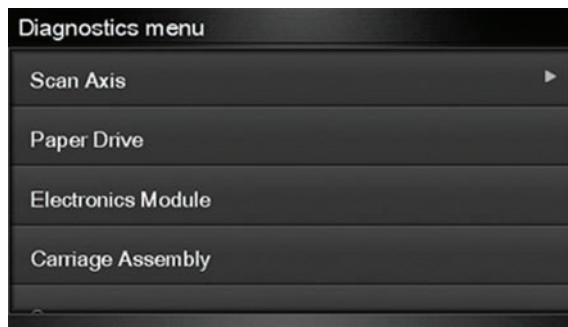 Diagnostics menu
Scan Axis
Paper Drive
Electronics Module
Carriage Assembly